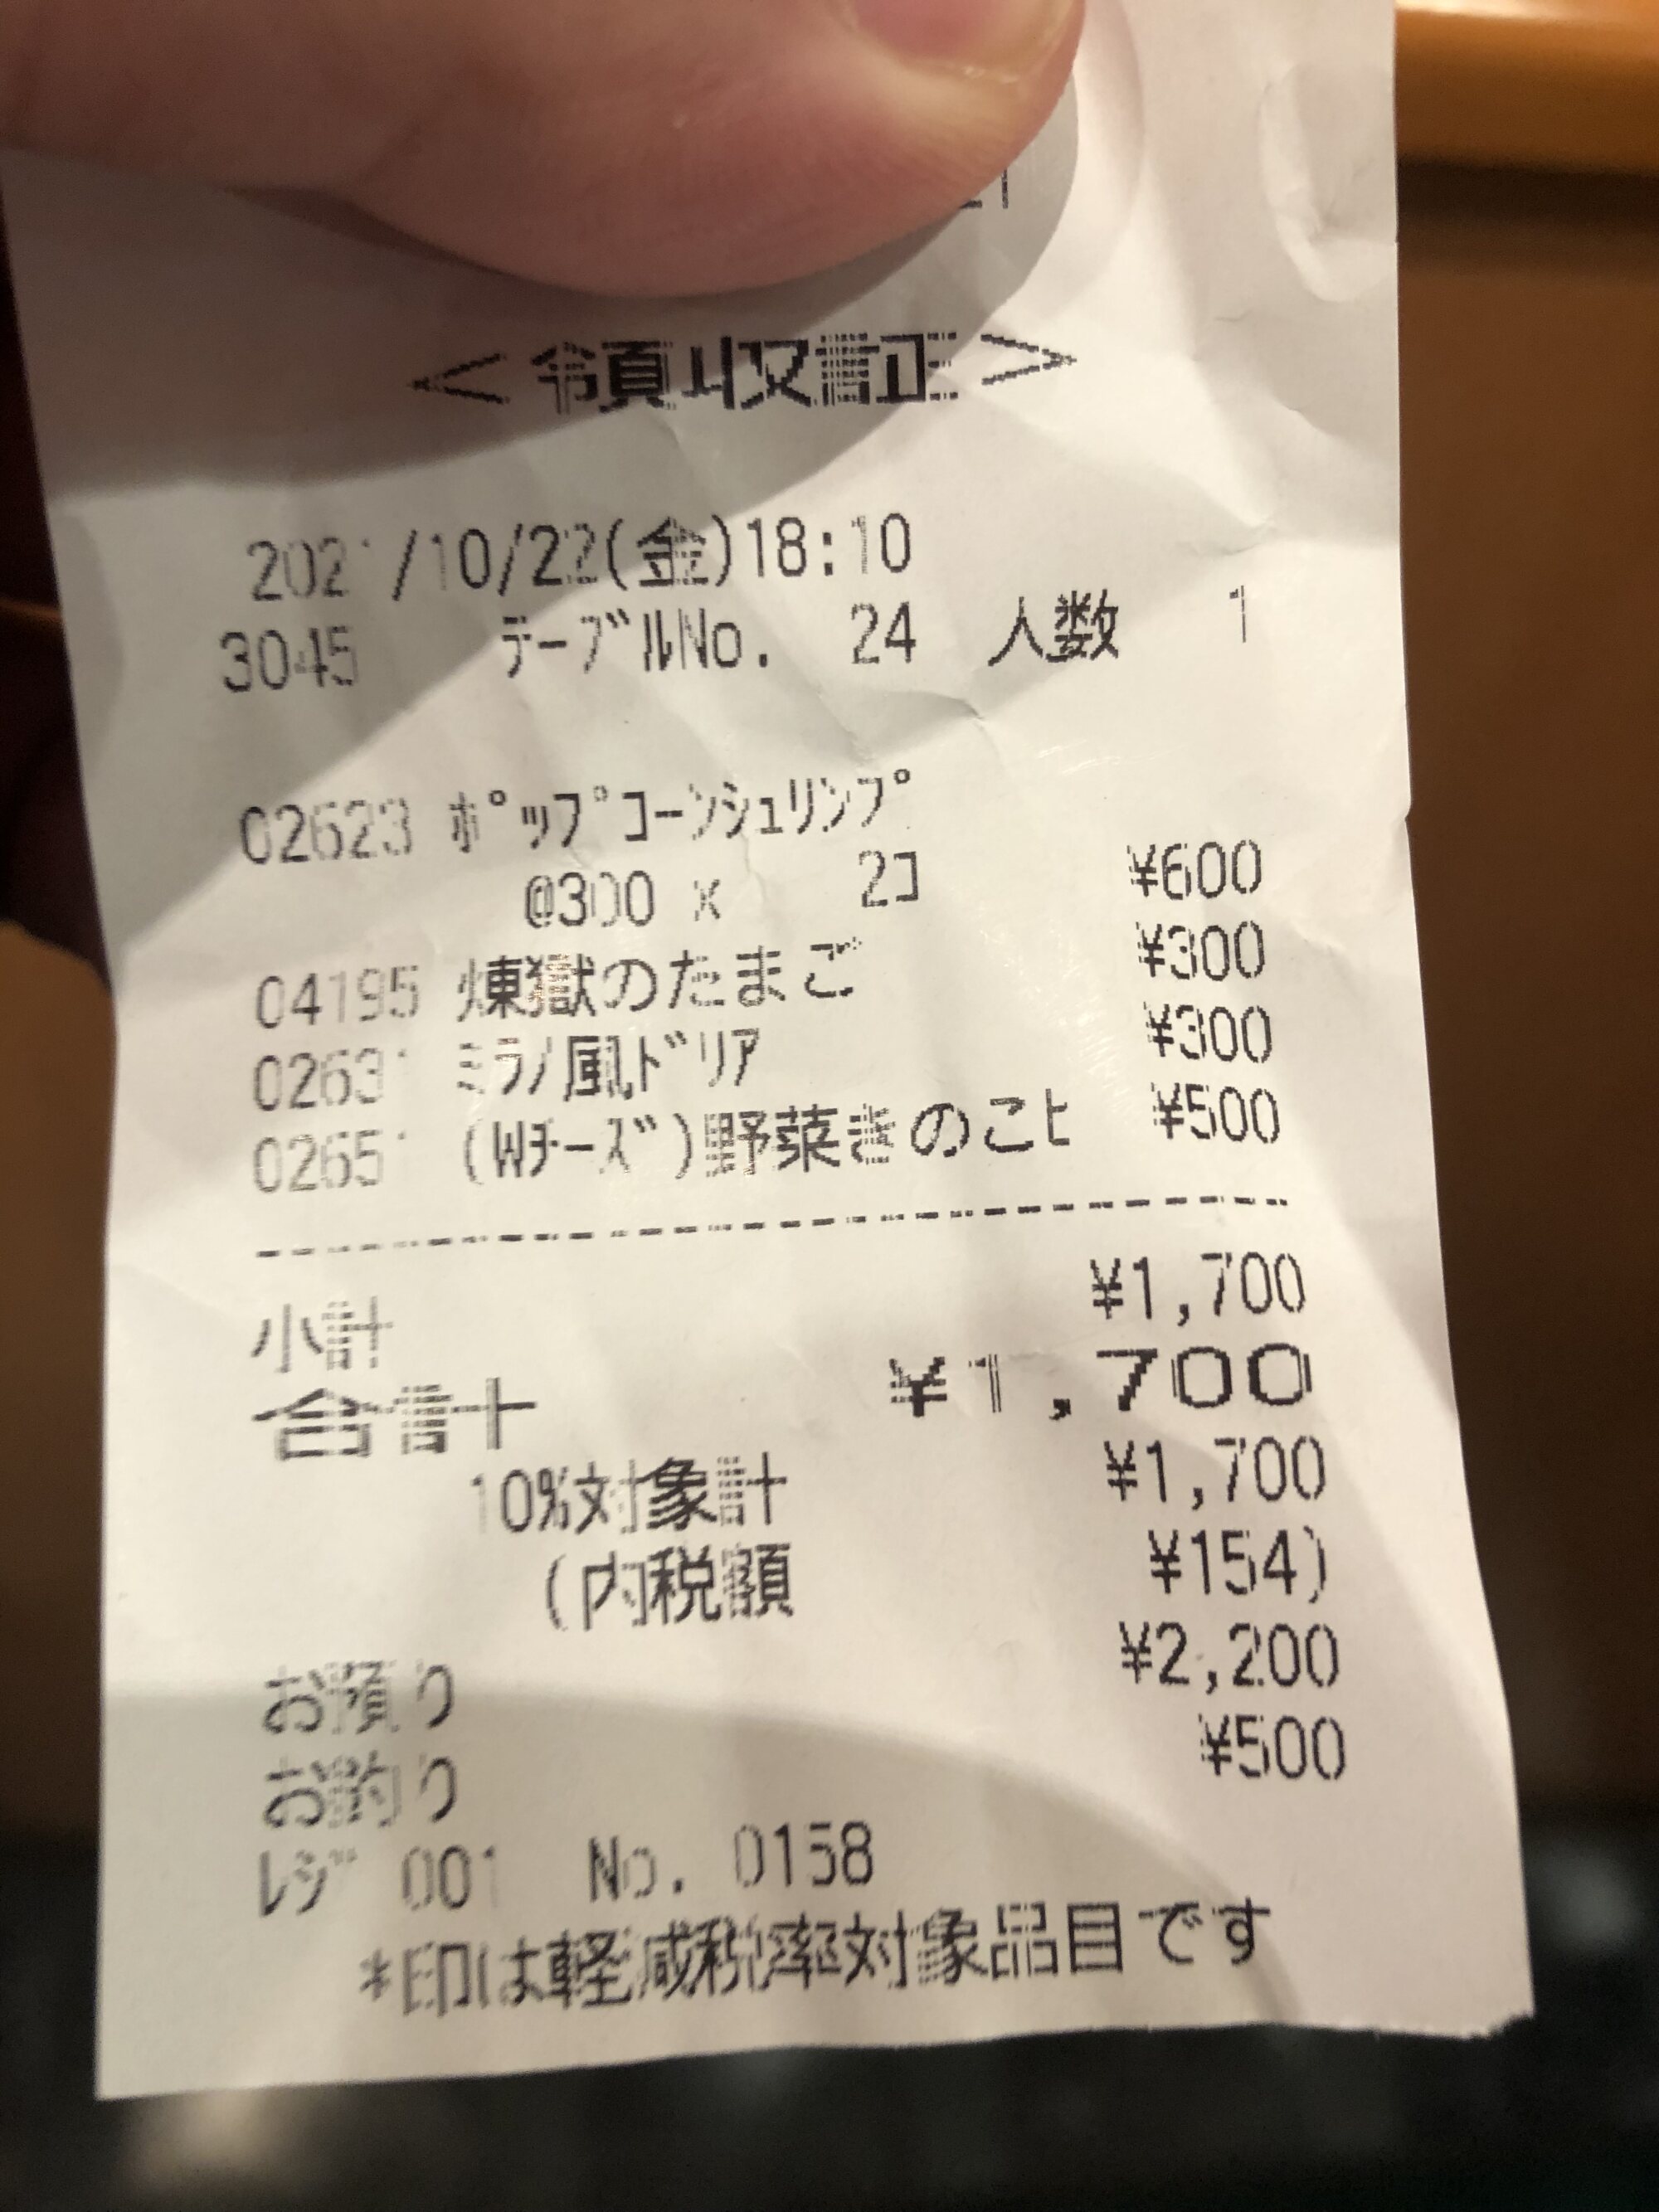 <領収証>
2021/10/22(金)18:10
3045 テーブルNo. 24 人数 1
02623 ポップコーンシュリンプ
@300 x 2コ ¥600
04195 煉獄のたまご ¥300
02631 ミラノ風ドリア ¥300
02651 (Wチーズ)野菜きのこピ ¥500
小計 ¥1,700
合計 ¥1,700
10%対象計 ¥1,700
(内税額 ¥154)
お預り ¥2,200
お釣り ¥500
レジ 001 No. 0158
*印は軽減税率対象品目です